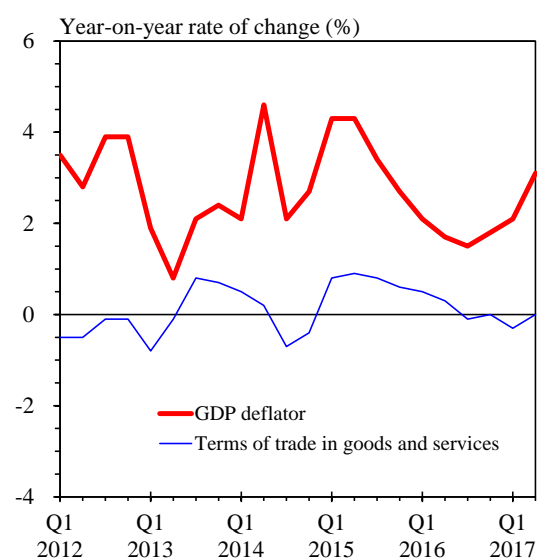 Year-on-year rate of change (%)
6
4
2
0
-2
-4
GDP deflator
Terms of trade in goods and services
Q1 Q1 Q1 Q1 Q1 Q1
2012 2013 2014 2015 2016 2017